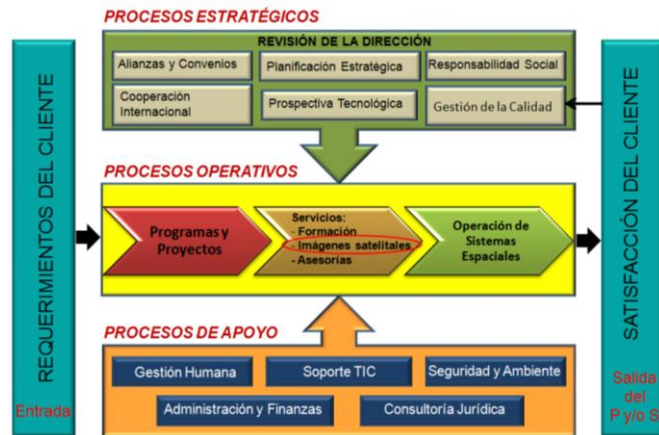 PROCESOS ESTRATÉGICOS
REVISIÓN DE LA DIRECCIÓN
Alianzas y Convenios
Planificación Estratégica
Responsabilidad Social
Cooperación
Internacional
Prospectiva Tecnológica
Gestión de la Calidad
REQUERIMIENTOS DEL CLIENTE
Entrada
PROCESOS OPERATIVOS
Programas y
Proyectos
Servicios:
- Formación
- Imágenes satelitales
- Asesorías
Operación de
Sistemas
Espaciales
PROCESOS DE APOYO
Gestión Humana
Soporte TIC
Seguridad y Ambiente
Administración y Finanzas
Consultoría Jurídica
SATISFACCIÓN DEL CLIENTE
Salida
del
P y/o S